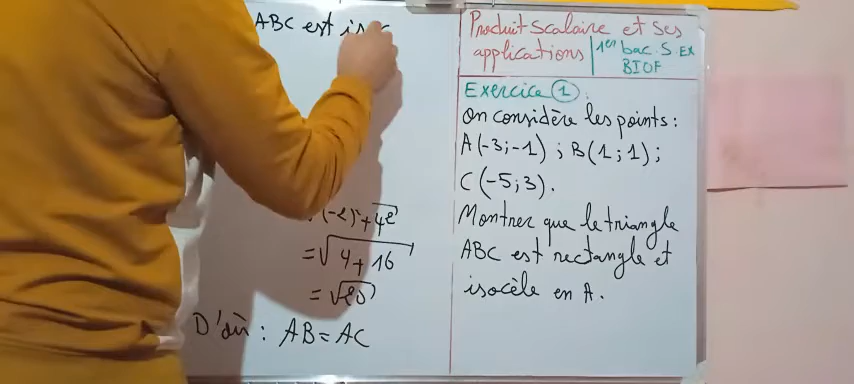 ABC est is
(-2)² + 4²
= √4 + 16
= √20
D'où : AB = AC
Produit scalaire et ses
applications | 1er bac S.EX
BIOF
Exercice 1 :
on considère les points :
A(-3;-1) ; B(1;1) ;
C(-5;3).
Montrer que le triangle
ABC est rectangle et
isocèle en A.